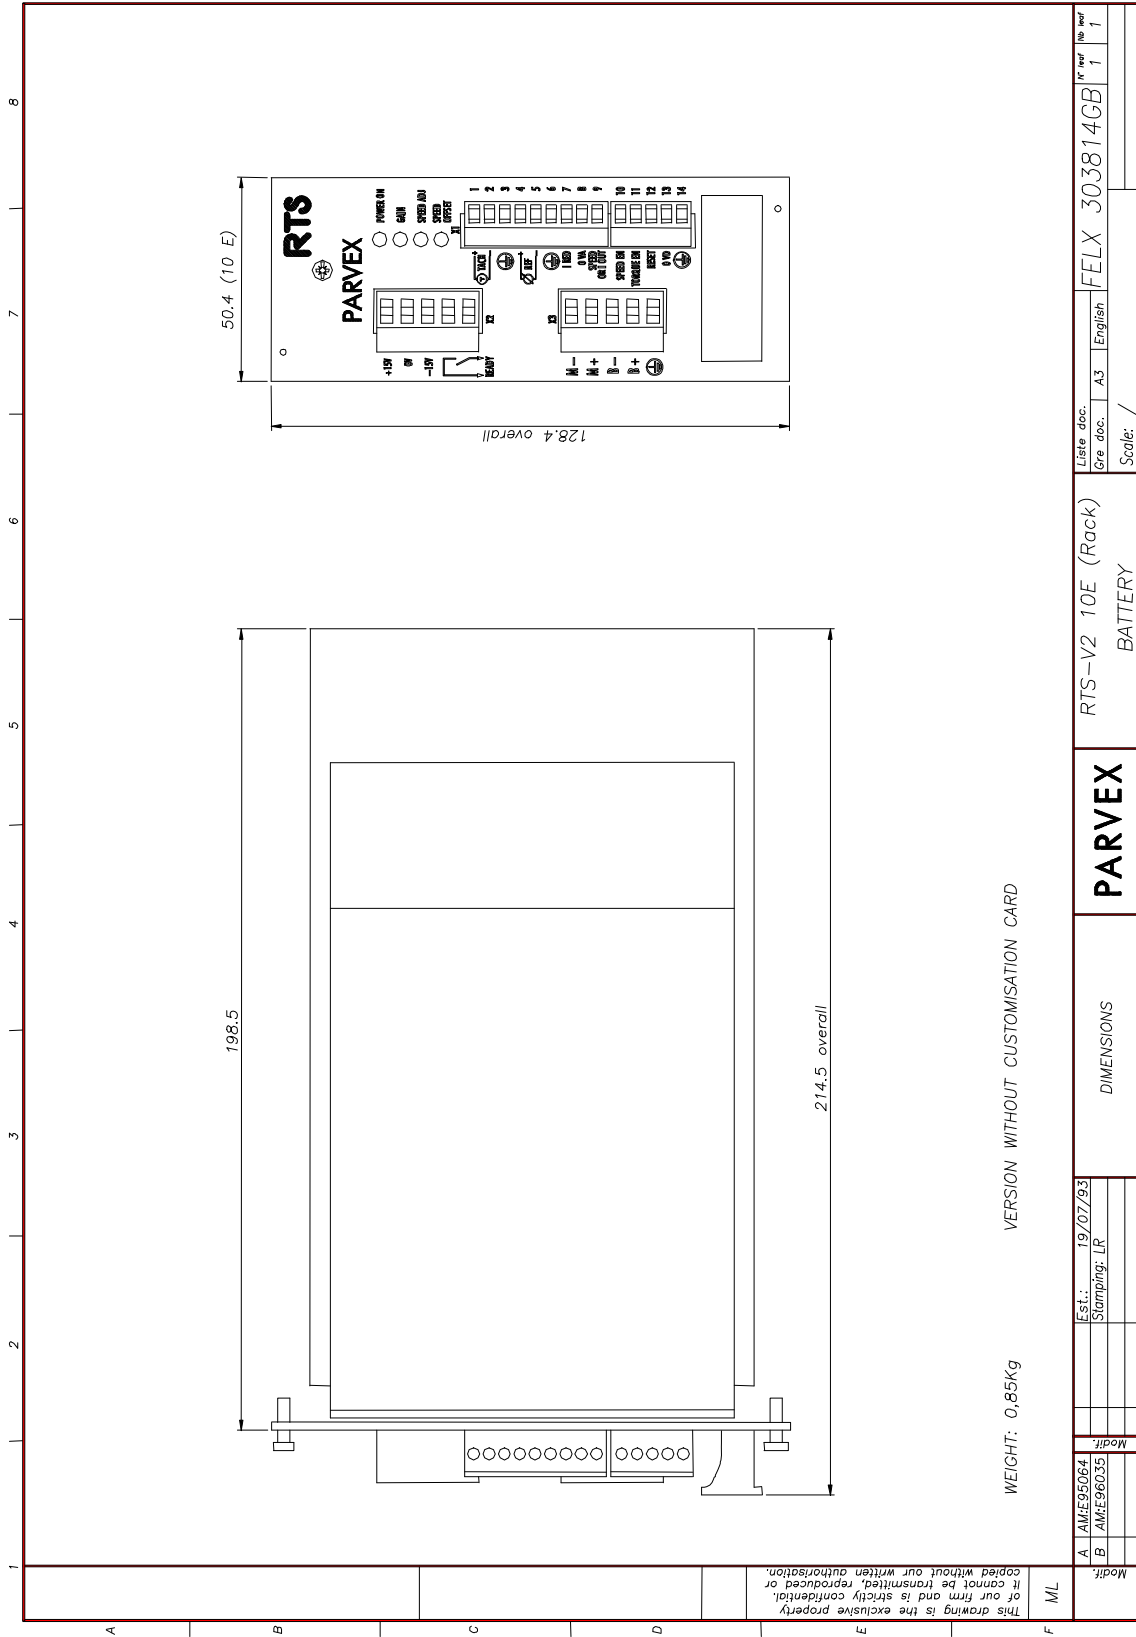 8
7
6
5
4
3
2
1
A
B
C
D
E
F
50.4 (10 E)
128.4 overall
RTS
PARVEX
POWER ON
GAIN
SPEED ADJ
SPEED
OFFSET
X1
1
2
3
4
5
6
7
8
9
10
11
12
13
14
TACH
REF
I RED
0 VA
SPEED
OR I OUT
SPEED EN
TORQUE EN
RESET
0 VD
X2
+15V
0V
-15V
READY
X3
M -
M +
B -
B +
198.5
214.5 overall
WEIGHT: 0,85Kg
VERSION WITHOUT CUSTOMISATION CARD
This drawing is the exclusive property
of our firm and is strictly confidential.
It cannot be transmitted, reproduced or
copied without our written authorisation.
ML
Modif.
A AM:E95064
B AM:E96035
Modif.
Est.: 19/07/93
Stamping: LR
DIMENSIONS
PARVEX
RTS-V2 10E (Rack)
BATTERY
Liste doc.
Gre doc. A3 English
Scale: /
FELX 303814GB
N° leaf 1
Nb leaf 1